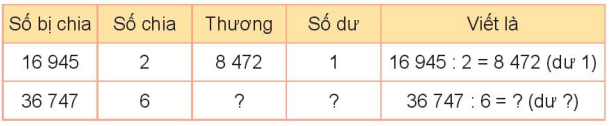 Số bị chia Số chia Thương Số dư Viết là
16 945 2 8 472 1 16 945 : 2 = 8 472 (dư 1)
36 747 6 ? ? 36 747 : 6 = ? (dư ?)